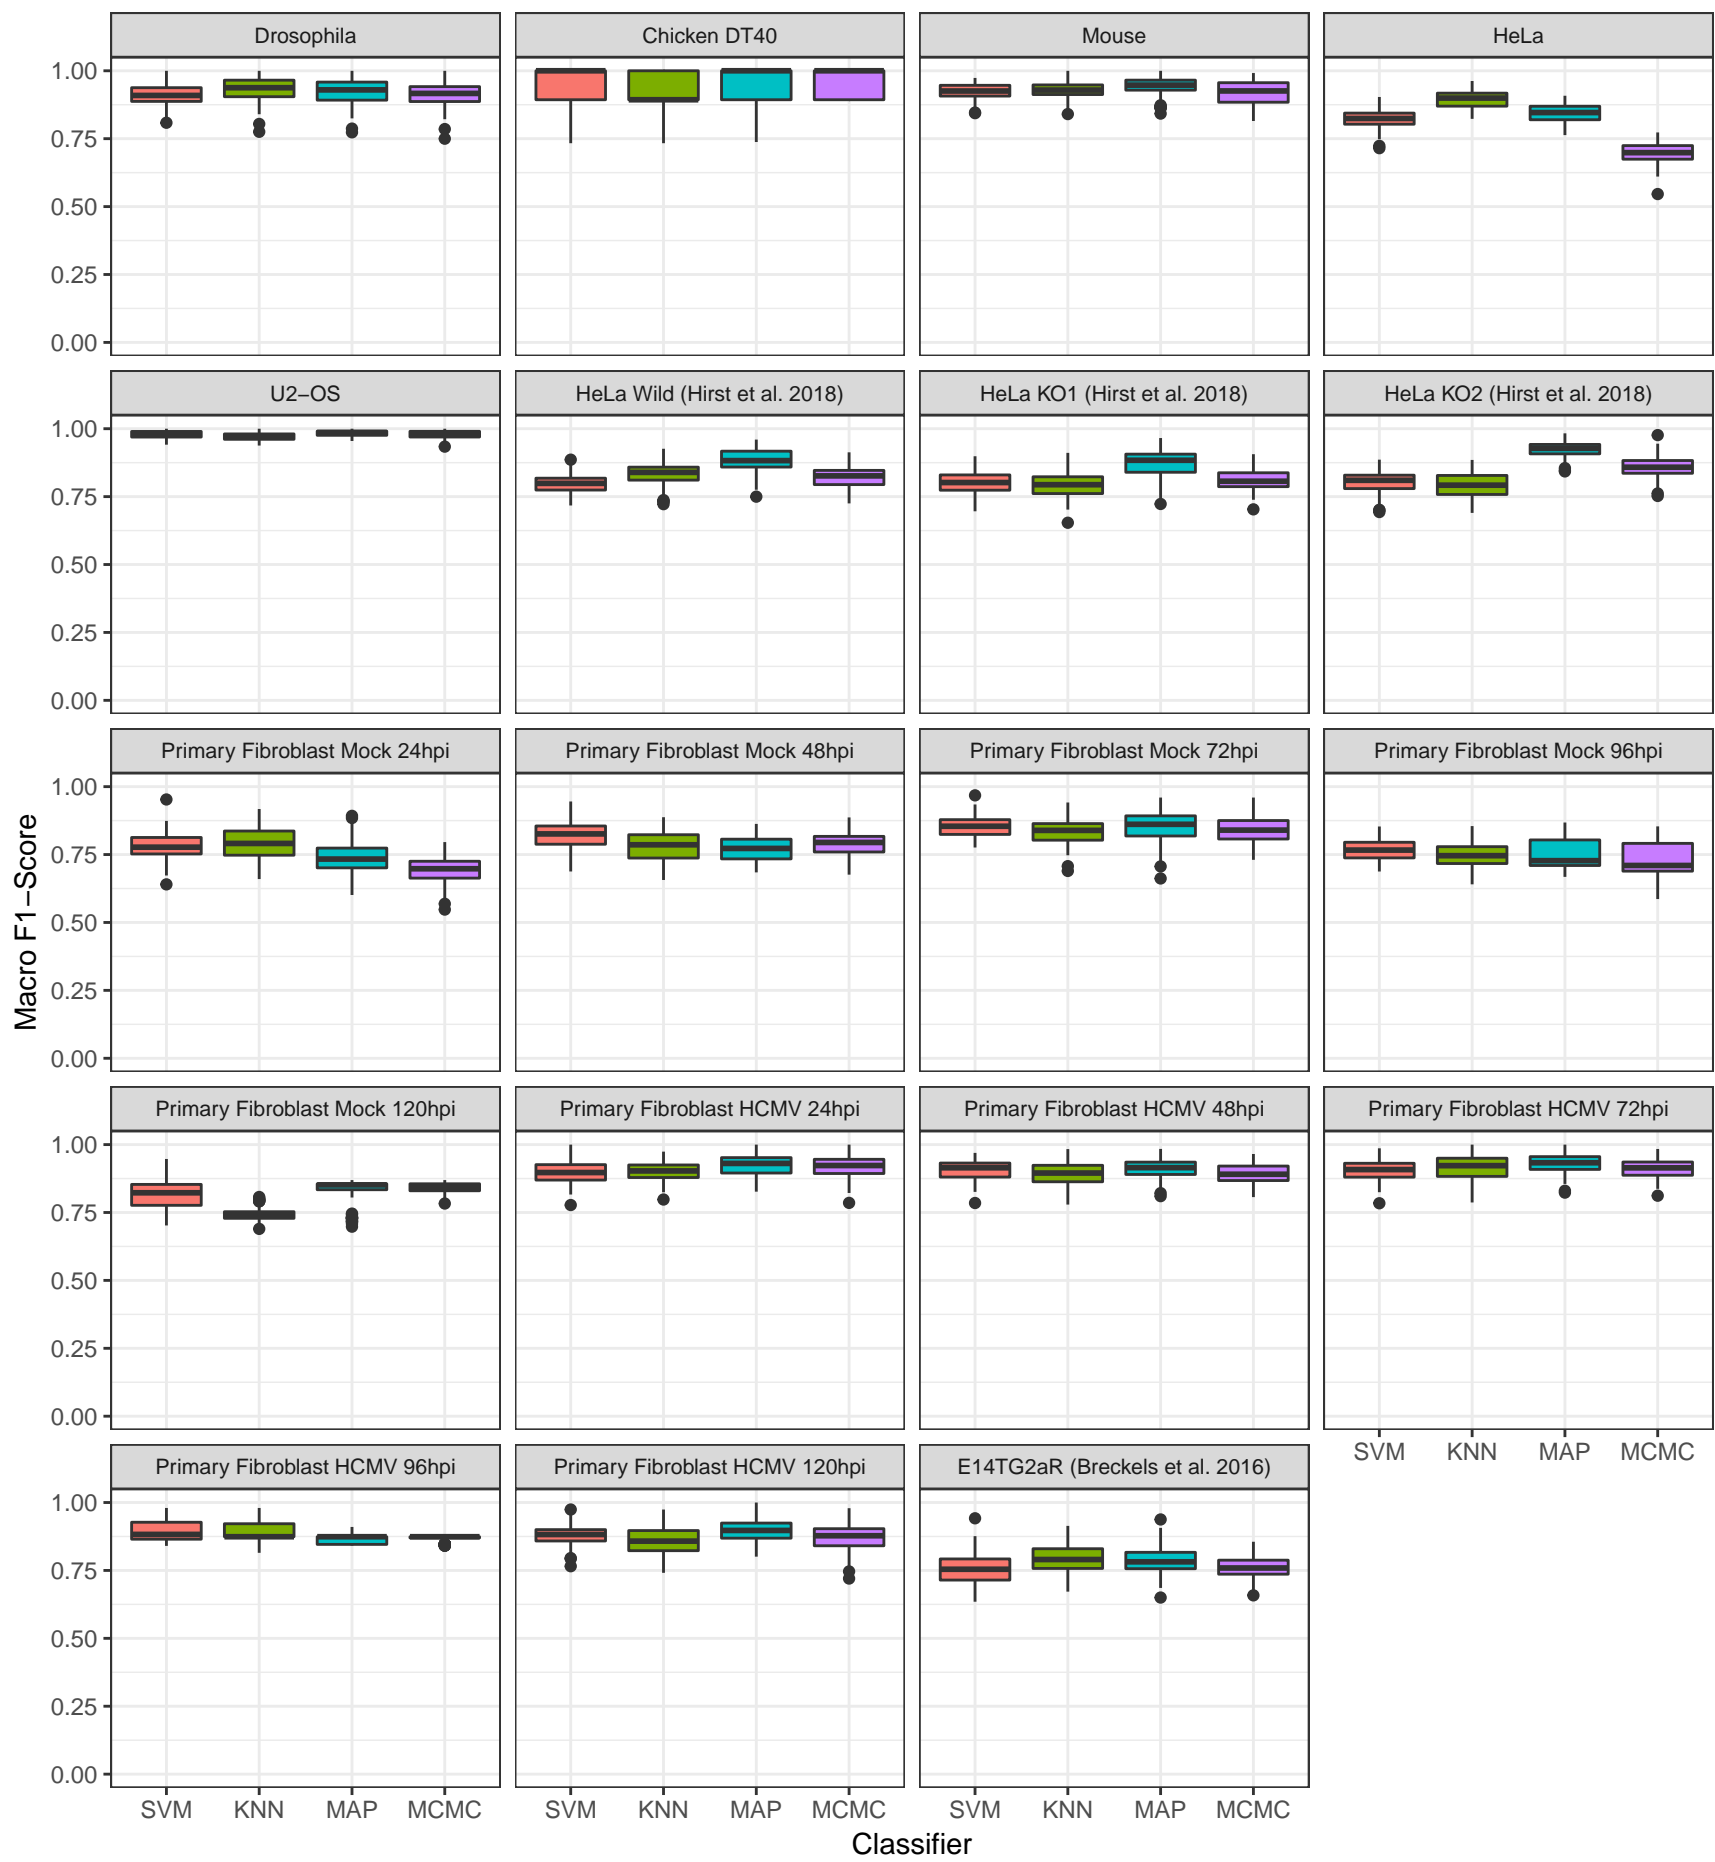 Drosophila
Chicken DT40
Mouse
HeLa
1.00
0.75
0.50
0.25
0.00
U2−OS
HeLa Wild (Hirst et al. 2018)
HeLa KO1 (Hirst et al. 2018)
HeLa KO2 (Hirst et al. 2018)
1.00
0.75
0.50
0.25
0.00
Primary Fibroblast Mock 24hpi
Primary Fibroblast Mock 48hpi
Primary Fibroblast Mock 72hpi
Primary Fibroblast Mock 96hpi
1.00
0.75
0.50
0.25
0.00
Macro F1−Score
Primary Fibroblast Mock 120hpi
Primary Fibroblast HCMV 24hpi
Primary Fibroblast HCMV 48hpi
Primary Fibroblast HCMV 72hpi
1.00
0.75
0.50
0.25
0.00
SVM KNN MAP MCMC
Primary Fibroblast HCMV 96hpi
Primary Fibroblast HCMV 120hpi
E14TG2aR (Breckels et al. 2016)
1.00
0.75
0.50
0.25
0.00
SVM KNN MAP MCMC
SVM KNN MAP MCMC
SVM KNN MAP MCMC
Classifier